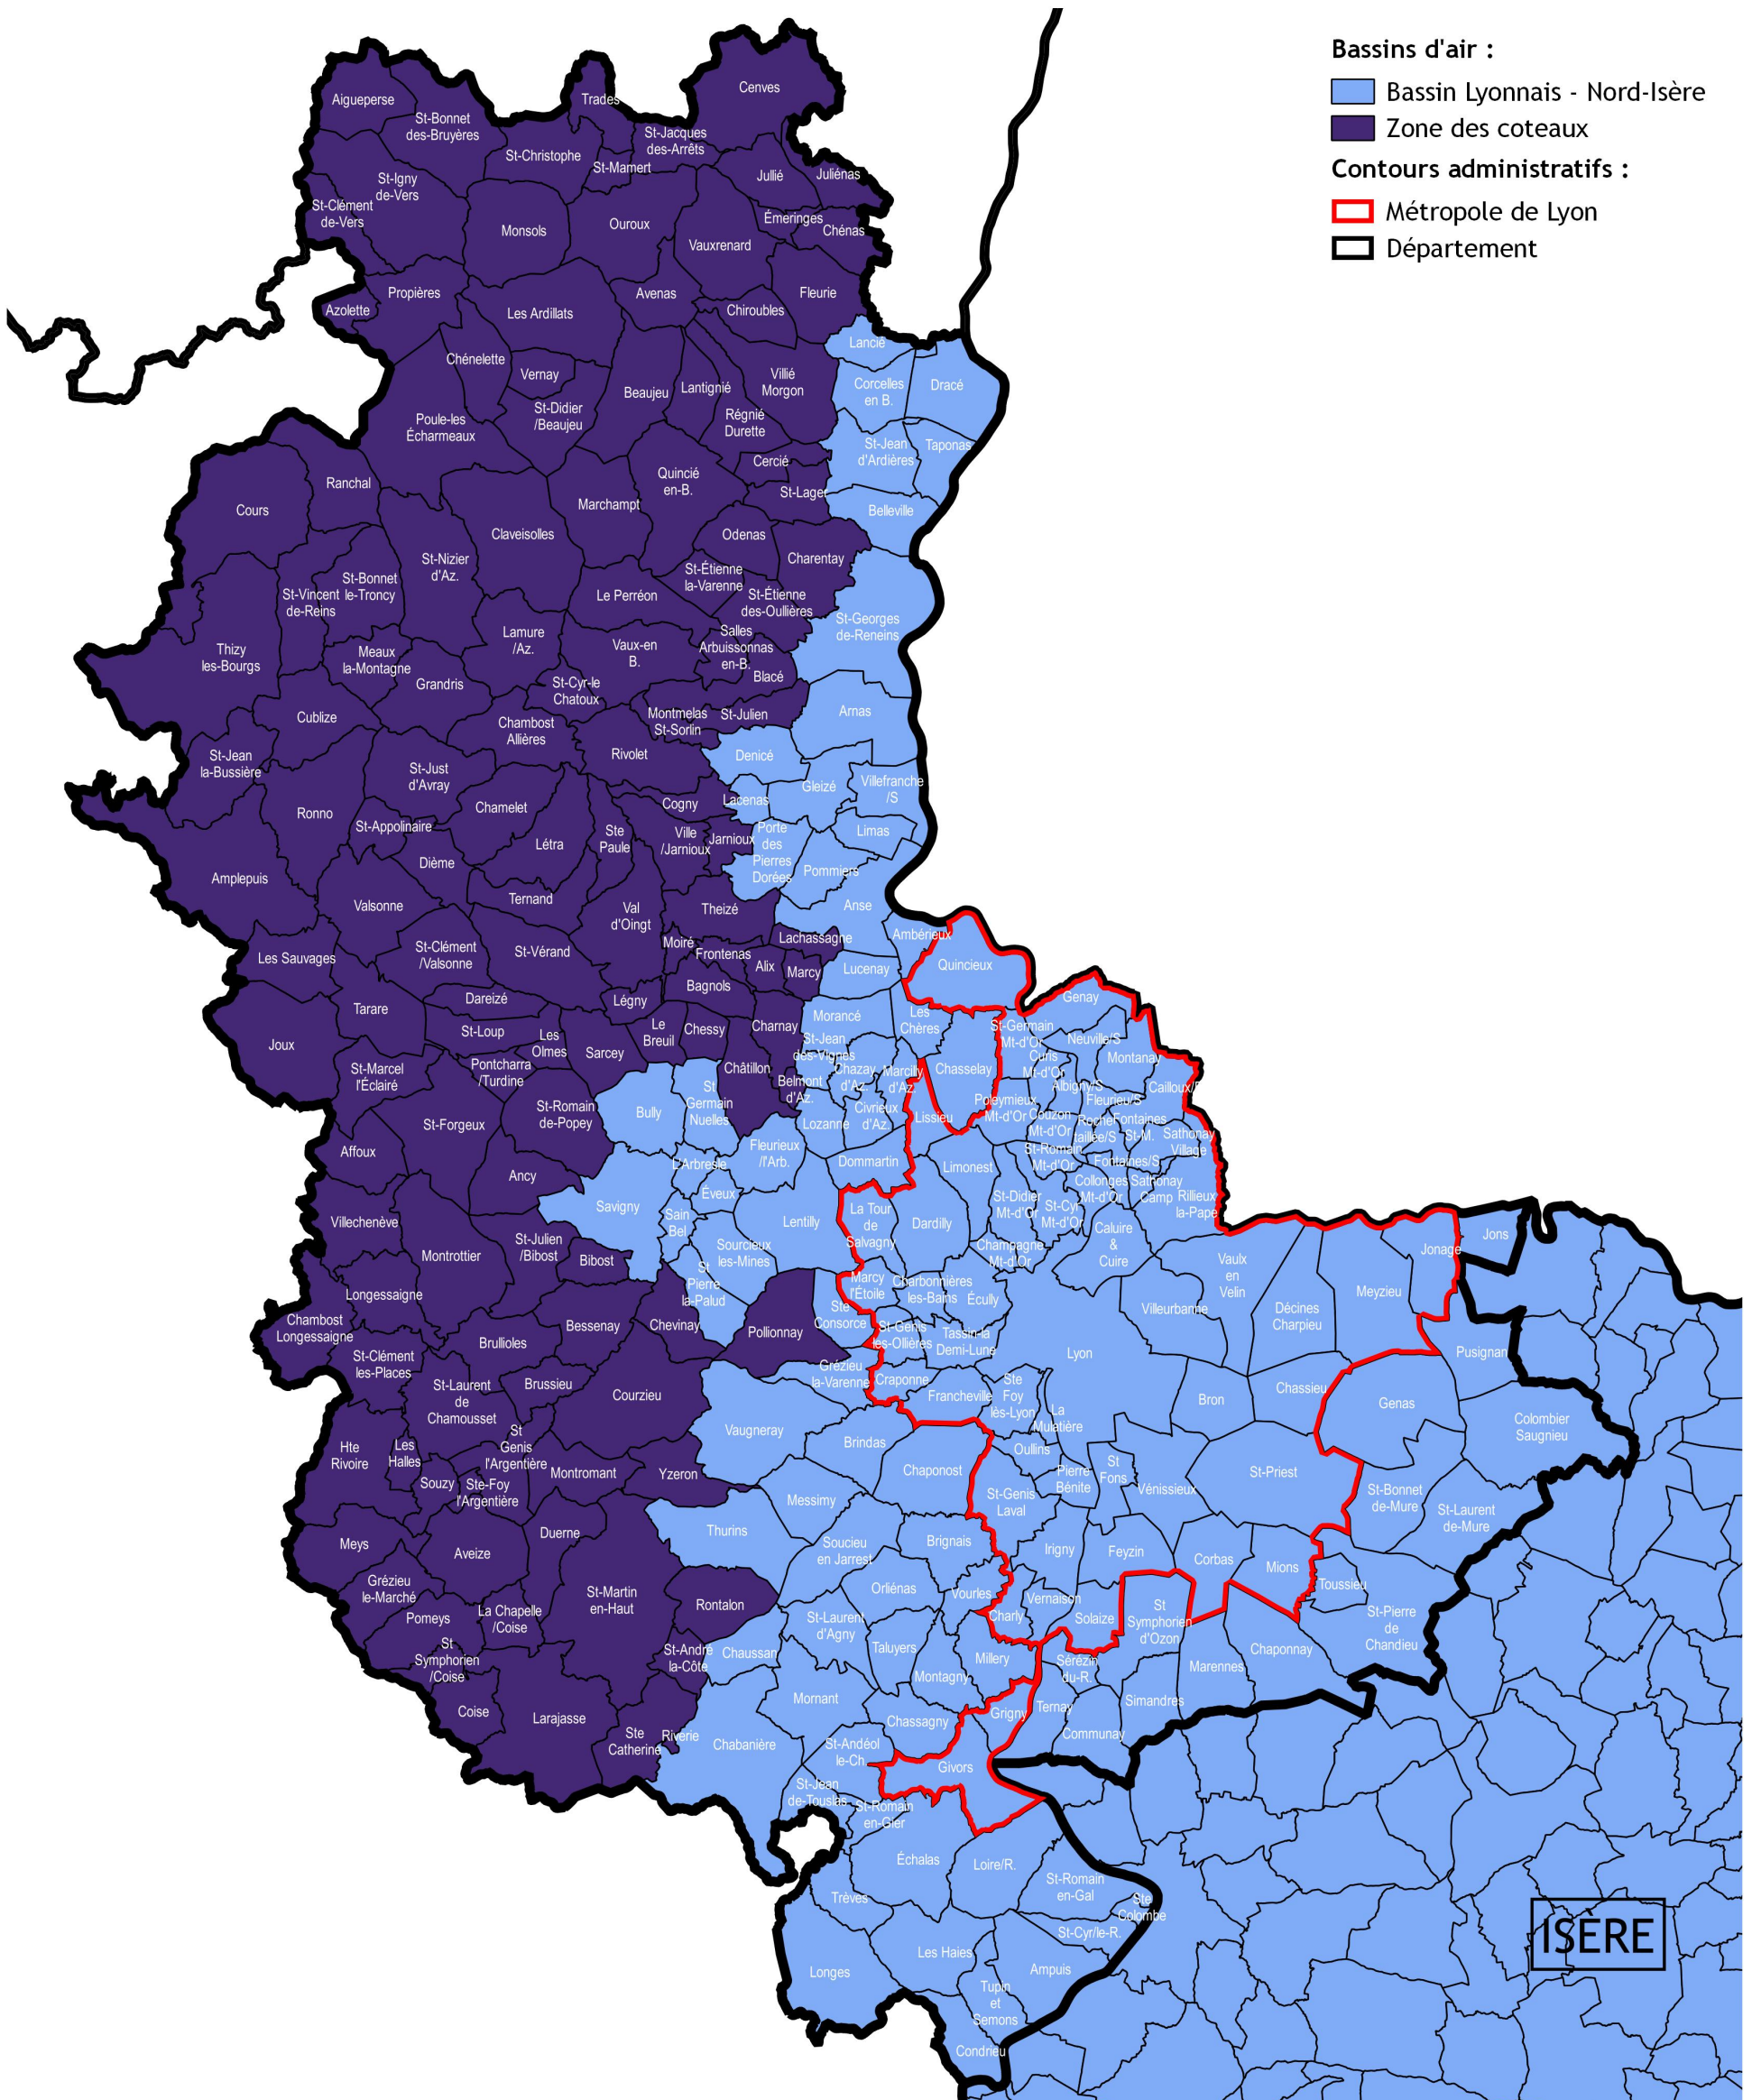 Bassins d'air :
Bassin Lyonnais - Nord-Isère
Zone des coteaux
Contours administratifs :
Métropole de Lyon
Département
Aigueperse
St-Bonnet
des-Bruyères
Trades
Cenves
St-Christophe
St-Jacques
des-Arrêts
St-Mamert
Jullié
Juliénas
St-Igny
de-Vers
St-Clément
de-Vers
Monsols
Ouroux
Vauxrenard
Émeringes
Chénas
Azolette
Propières
Les Ardillats
Avenas
Chiroubles
Fleurie
Lancié
Chénelette
Vernay
Beaujeu
Lantignié
Villié
Morgon
Corcelles
en B.
Dracé
Poule-les
Écharmeaux
St-Didier
/Beaujeu
Régnié
Durette
St-Jean
d'Ardières
Taponas
Cours
Ranchal
Marchampt
Quincié
en-B.
Cercié
St-Lager
Belleville
Claveisolles
Odenas
Charentay
St-Nizier
d'Az.
St-Bonnet
le-Troncy
St-Vincent
de-Reins
Le Perréon
St-Étienne
la-Varenne
St-Étienne
des-Oullières
St-Georges
de-Reneins
Thizy
les-Bourgs
Meaux
la-Montagne
Grandris
Lamure
/Az.
Vaux-en
B.
Salles
Arbuissonnas
en-B.
Blacé
St-Cyr-le
Chatoux
Cublize
Chambost
Allières
Montmelas
St-Sorlin
St-Julien
Arnas
St-Jean
la-Bussière
St-Just
d'Avray
Rivolet
Denicé
Gleizé
Villefranche
/S
Ronno
St-Appolinaire
Chamelet
Cogny
Lacenas
Limas
Létra
Ste
Paule
Ville
/Jarnioux
Jarnioux
Porte
des
Pierres
Dorées
Pommiers
Amplepuis
Dième
Valsonne
Ternand
Val
d'Oingt
Theizé
Anse
Les Sauvages
St-Clément
/Valsonne
St-Vérand
Moiré
Frontenas
Lachassagne
Ambérieux
Alix
Marcy
Lucenay
Quincieux
Bagnols
Joux
Tarare
Dareizé
Légny
Genay
St-Loup
Les
Olmes
Sarcey
Le
Breuil
Chessy
Charnay
Morancé
Les
Chères
St-Germain
Mt-d'Or
Neuville/S
St-Marcel
l'Éclairé
Pontcharra
/Turdine
Châtillon
St-Jean
des-Vignes
Chazay
d'Az.
Marcilly
d'Az.
Chasselay
Curis
Mt-d'Or
Montanay
Belmont
d'Az.
Albigny/S
Fleurieu/S
St-Forgeux
St-Romain
de-Popey
Bully
St
Germain
Nuelles
Lozanne
Civrieux
d'Az.
Lissieu
Poleymieux
Mt-d'Or
Couzon
Mt-d'Or
Roche
taillée/S
Fontaines
St-M.
Sathonay
Village
Affoux
Ancy
L'Arbresle
Fleurieux
/l'Arb.
Dommartin
Limonest
St-Romain
Mt-d'Or
Fontaines/S
Éveux
Savigny
Sain
Bel
Lentilly
La Tour
de
Salvagny
Dardilly
St-Didier
Mt-d'Or
St-Cyr
Mt-d'Or
Collonges
Mt-d'Or
Sathonay
Camp
Rillieux
la-Pape
Villechenève
Montrottier
St-Julien
/Bibost
Bibost
Sourcieux
les-Mines
Champagne
Mt-d'Or
Caluire
&
Cuire
Jons
Jonage
St
Pierre
la-Palud
Marcy
l'Étoile
Charbonnières
les-Bains
Écully
Vaulx
en
Velin
Meyzieu
Longessaigne
Villeurbanne
Décines
Charpieu
Chambost
Longessaigne
Bessenay
Chevinay
Pollionnay
Ste
Consorce
St-Genis
les-Ollières
Tassin-la
Demi-Lune
Lyon
Pusignan
St-Clément
les-Places
Brullioles
St-Laurent
de
Chamousset
Brussieu
Courzieu
Grézieu
la-Varenne
Craponne
Francheville
Ste
Foy
lès-Lyon
La
Mulatière
Bron
Chassieu
Genas
Colombier
Saugnieu
Vaugneray
Brindas
Hte
Rivoire
Les
Halles
St
Genis
l'Argentière
Souzy
Ste-Foy
l'Argentière
Montromant
Yzeron
Chaponost
Oullins
Pierre
Bénite
St
Fons
Vénissieux
St-Priest
Messimy
St-Genis
Laval
St-Bonnet
de-Mure
St-Laurent
de-Mure
Meys
Aveize
Duerne
Thurins
Soucieu
en Jarrest
Brignais
Irigny
Feyzin
Corbas
Mions
Toussieu
Grézieu
le-Marché
Pomeys
La Chapelle
/Coise
St-Martin
en-Haut
Rontalon
Orliénas
Vourles
Charly
Vernaison
Solaize
St
Symphorien
d'Ozon
St-Pierre
de
Chandieu
St
Symphorien
/Coise
St-André
la-Côte
Chaussan
St-Laurent
d'Agny
Taluyers
Montagny
Millery
Sérézin
du-R.
Marennes
Chaponnay
Coise
Larajasse
Ste
Catherine
Riverie
Mornant
Chassagny
Grigny
Ternay
Simandres
Communay
Chabanière
St-Andéol
le-Ch.
Givors
St-Jean
de-Touslas
St-Romain
en-Gier
Échalas
Loire/R.
St-Romain
en-Gal
Trèves
Ste
Colombe
St-Cyr/le-R.
Les Haies
Longes
Ampuis
Tupin
et
Semons
Condrieu
ISÈRE